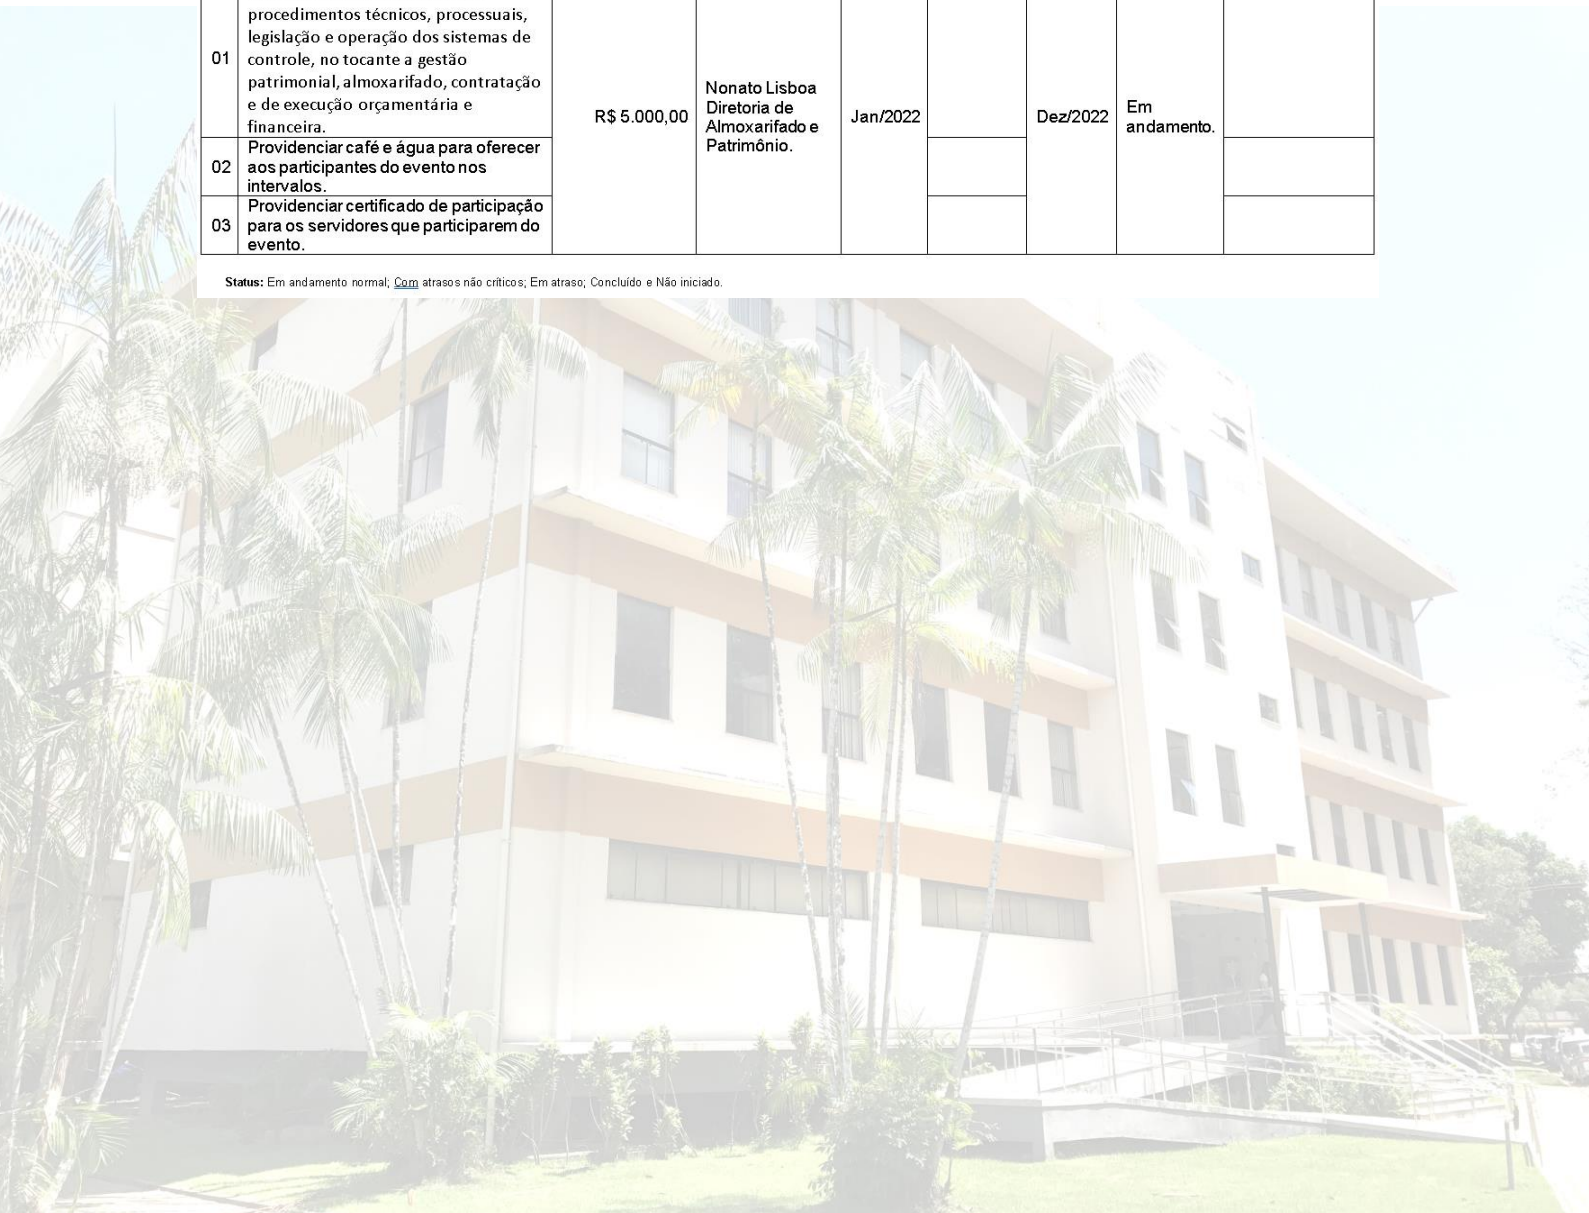 procedimentos técnicos, processuais,
legislação e operação dos sistemas de
01 controle, no tocante a gestão
patrimonial, almoxarifado, contratação
e de execução orçamentária e
financeira.
R$ 5.000,00
Nonato Lisboa
Diretoria de
Almoxarifado e
Patrimônio.
Jan/2022
Dez/2022
Em
andamento.
Providenciar café e água para oferecer
02 aos participantes do evento nos
intervalos.
Providenciar certificado de participação
03 para os servidores que participarem do
evento.
Status: Em andamento normal; Com atrasos não críticos; Em atraso; Concluído e Não iniciado.